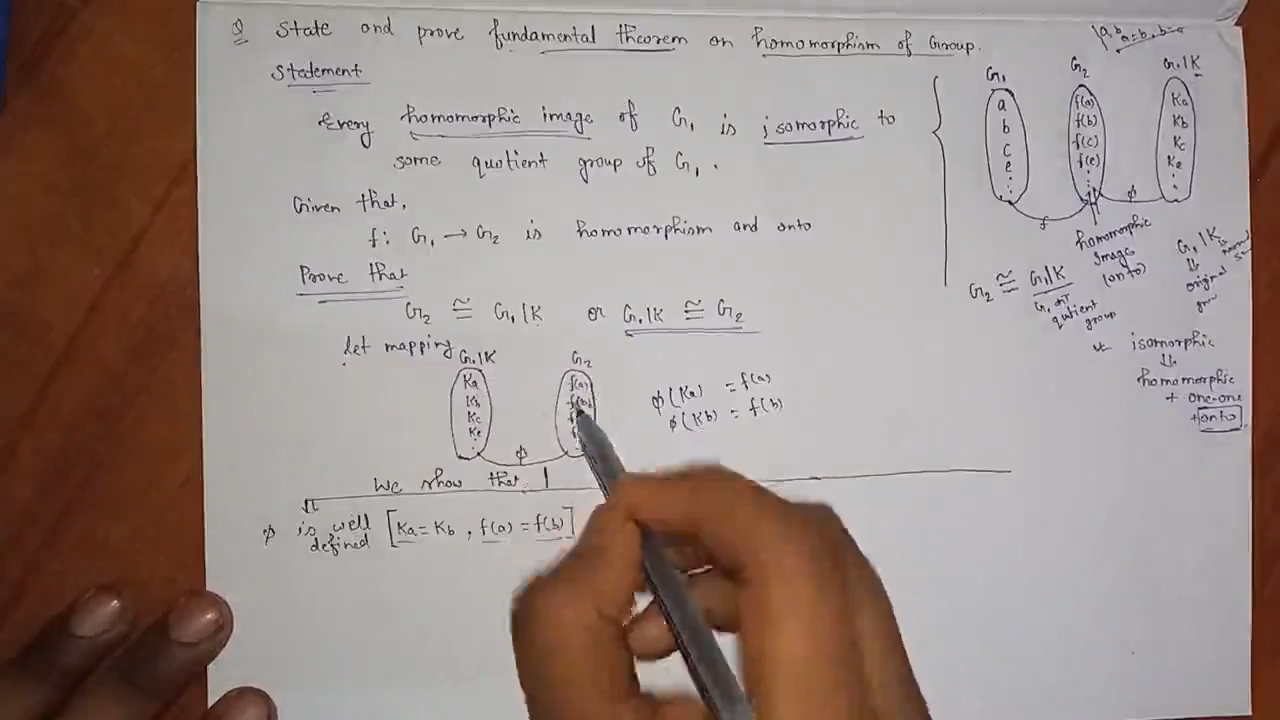 Q State and prove fundamental theorem on homomorphism of Group.
Statement
Every homomorphic image of G₁ is isomorphic to
some quotient group of G₁.
Given that,
f: G₁ → G₂ is homomorphism and onto
Prove that
G₂ ≅ G₁|K or G₁|K ≅ G₂
let mapping
G₁|K G₂
Ka f(a)
Kb f(b)
Kc
Ke
φ
φ(Ka) = f(a)
φ(Kb) = f(b)
We show that
φ is well
defined [Ka = Kb , f(a) = f(b)]
G₁ G₂ G₁|K
a f(a) Ka
b f(b) Kb
c f(c) Kc
e f(e) Ke
f φ
homomorphic
Image
(onto)
G₂ ≅ G₁|K
quotient
group
G₁|K
original
isomorphic
⇓
homomorphic
+ one-one
+onto